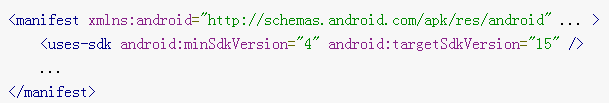 <manifest xmlns:android="http://schemas.android.com/apk/res/android" ... >
    <uses-sdk android:minSdkVersion="4" android:targetSdkVersion="15" />
    ...
</manifest>